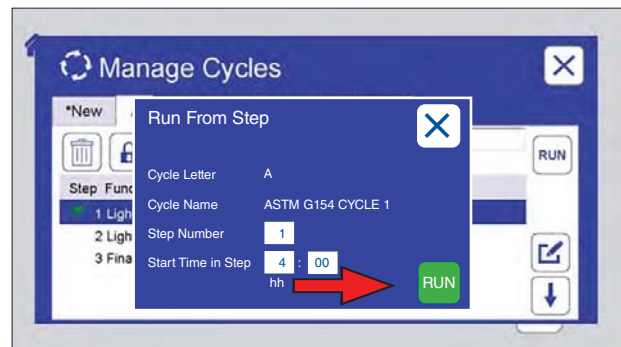 Manage Cycles
*New
RUN
Step Func
1 Ligh
2 Ligh
3 Fina
Run From Step
Cycle Letter A
Cycle Name ASTM G154 CYCLE 1
Step Number 1
Start Time in Step 4 : 00
hh
RUN